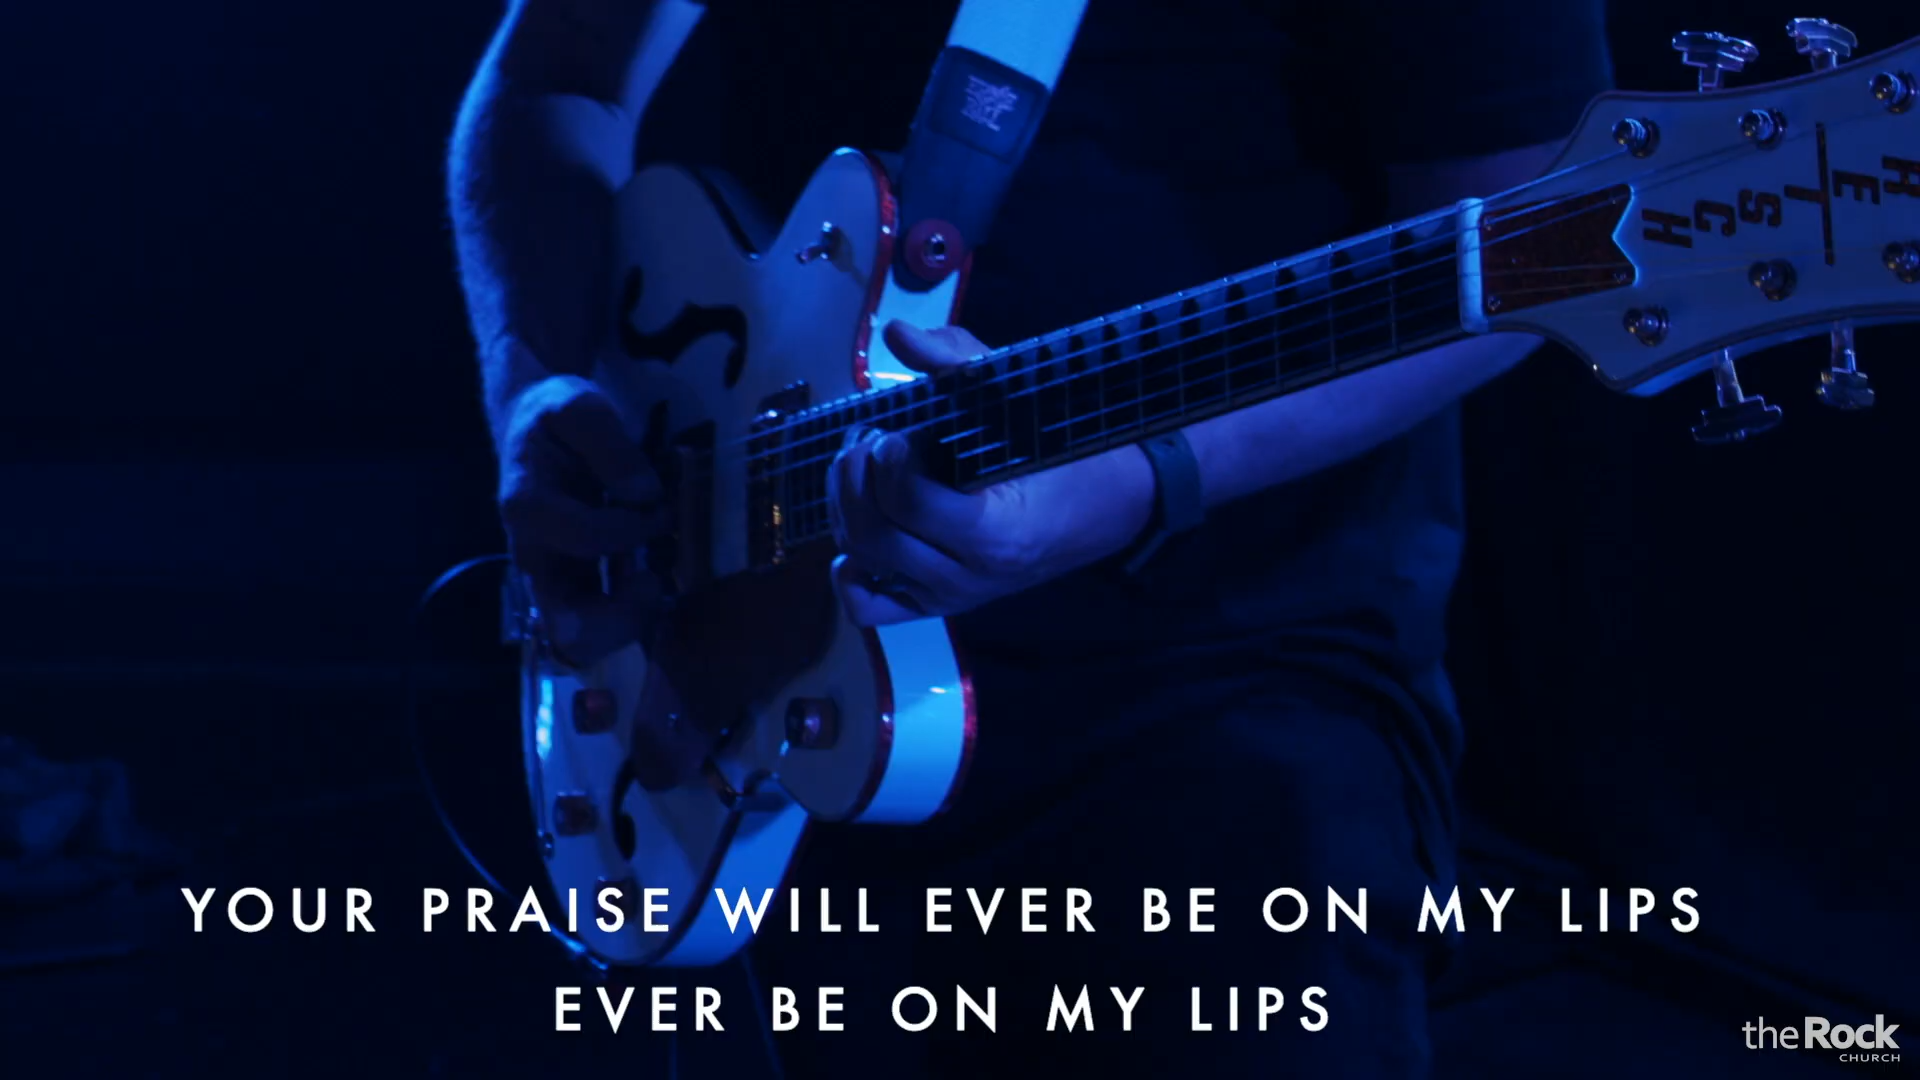 GRETSCH
YOUR PRAISE WILL EVER BE ON MY LIPS
EVER BE ON MY LIPS
theRock
CHURCH